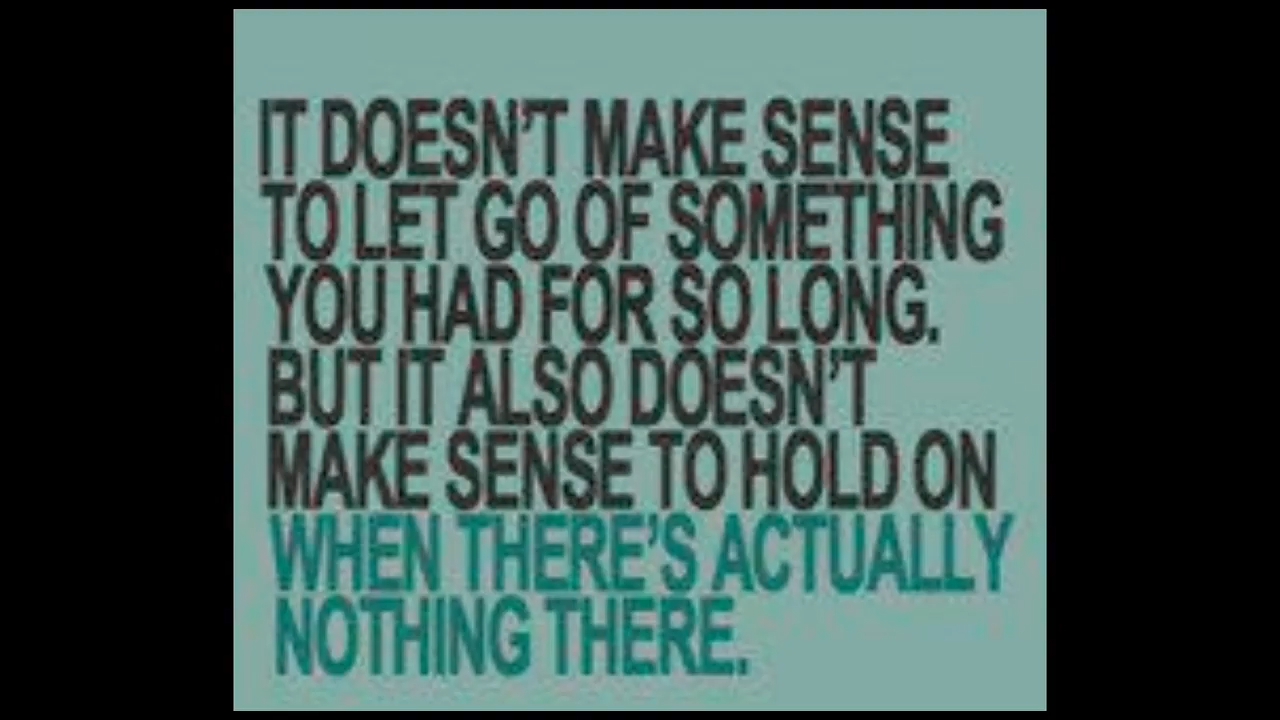 IT DOESN'T MAKE SENSE
TO LET GO OF SOMETHING
YOU HAD FOR SO LONG.
BUT IT ALSO DOESN'T
MAKE SENSE TO HOLD ON
WHEN THERE'S ACTUALLY
NOTHING THERE.